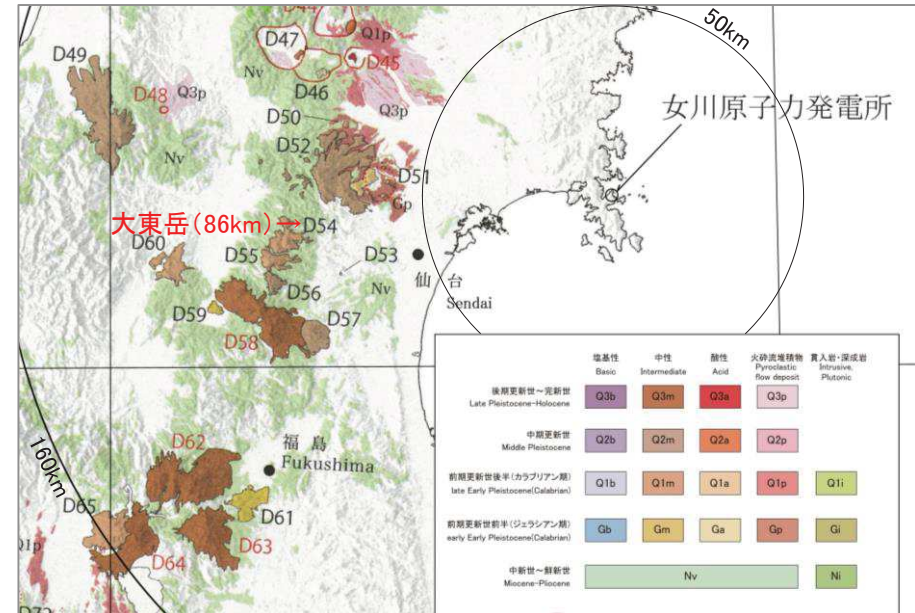 D44
D47
Q1p
50km
D49
D45
Nv
D46
D48
Q3p
Q3p
D50
女川原子力発電所
D52
Nv
D51
Gp
大東岳(86km)→
D54
D60
D55
D53
仙台
Sendai
D56
Nv
D59
D57
D58
塩基性 中性 酸性 火砕流堆積物 貫入岩・深成岩
Basic Intermediate Acid Pyroclastic flow deposit Intrusive, Plutonic
後期更新世~完新世
Late Pleistocene-Holocene
Q3b Q3m Q3a Q3p
中期更新世
Middle Pleistocene
Q2b Q2m Q2a Q2p
前期更新世後半(カラブリアン期)
late Early Pleistocene(Calabrian)
Q1b Q1m Q1a Q1p Q1i
前期更新世前半(ジェラシアン期)
early Early Pleistocene(Calabrian)
Gb Gm Ga Gp Gi
中新世~鮮新世
Miocene-Pliocene
Nv Ni
D62
福島
Fukushima
160km
D65
D61
Q1p
D64
D63